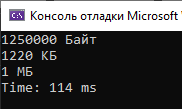 Консоль отладки Microsoft
1250000 Байт
1220 КБ
1 МБ
Time: 114 ms